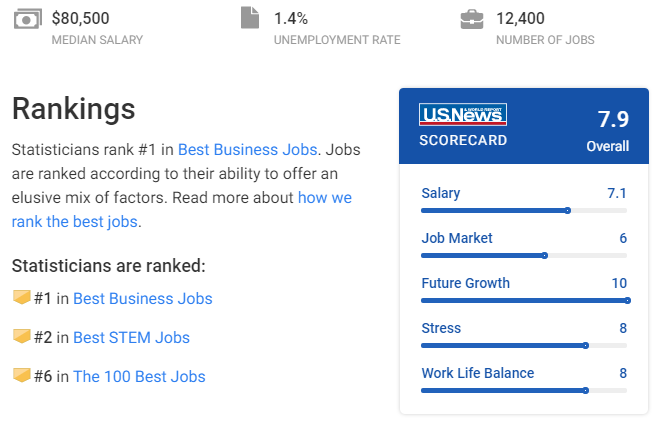 $80,500
MEDIAN SALARY
1.4%
UNEMPLOYMENT RATE
12,400
NUMBER OF JOBS
Rankings
Statisticians rank #1 in Best Business Jobs. Jobs
are ranked according to their ability to offer an
elusive mix of factors. Read more about how we
rank the best jobs.
Statisticians are ranked:
#1 in Best Business Jobs
#2 in Best STEM Jobs
#6 in The 100 Best Jobs
U.S.News
& WORLD REPORT
SCORECARD
7.9
Overall
Salary 7.1
Job Market 6
Future Growth 10
Stress 8
Work Life Balance 8